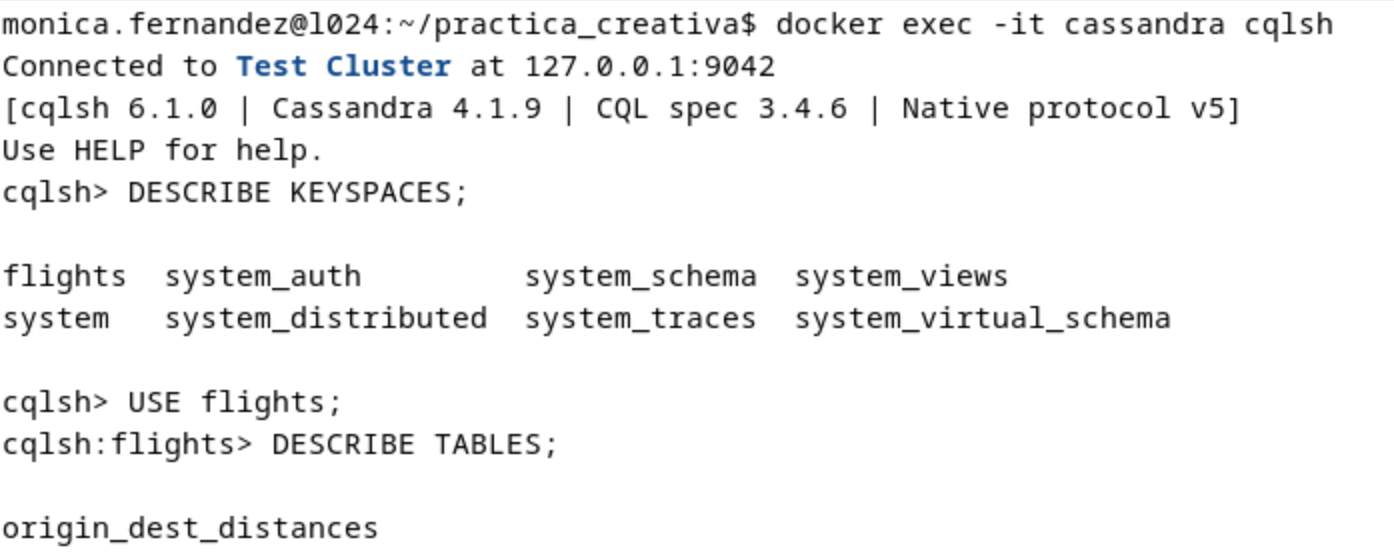 monica.fernandez@l024:~/practica_creativa$ docker exec -it cassandra cqlsh
Connected to Test Cluster at 127.0.0.1:9042
[cqlsh 6.1.0 | Cassandra 4.1.9 | CQL spec 3.4.6 | Native protocol v5]
Use HELP for help.
cqlsh> DESCRIBE KEYSPACES;
flights  system_auth         system_schema  system_views
system   system_distributed  system_traces  system_virtual_schema
cqlsh> USE flights;
cqlsh:flights> DESCRIBE TABLES;
origin_dest_distances